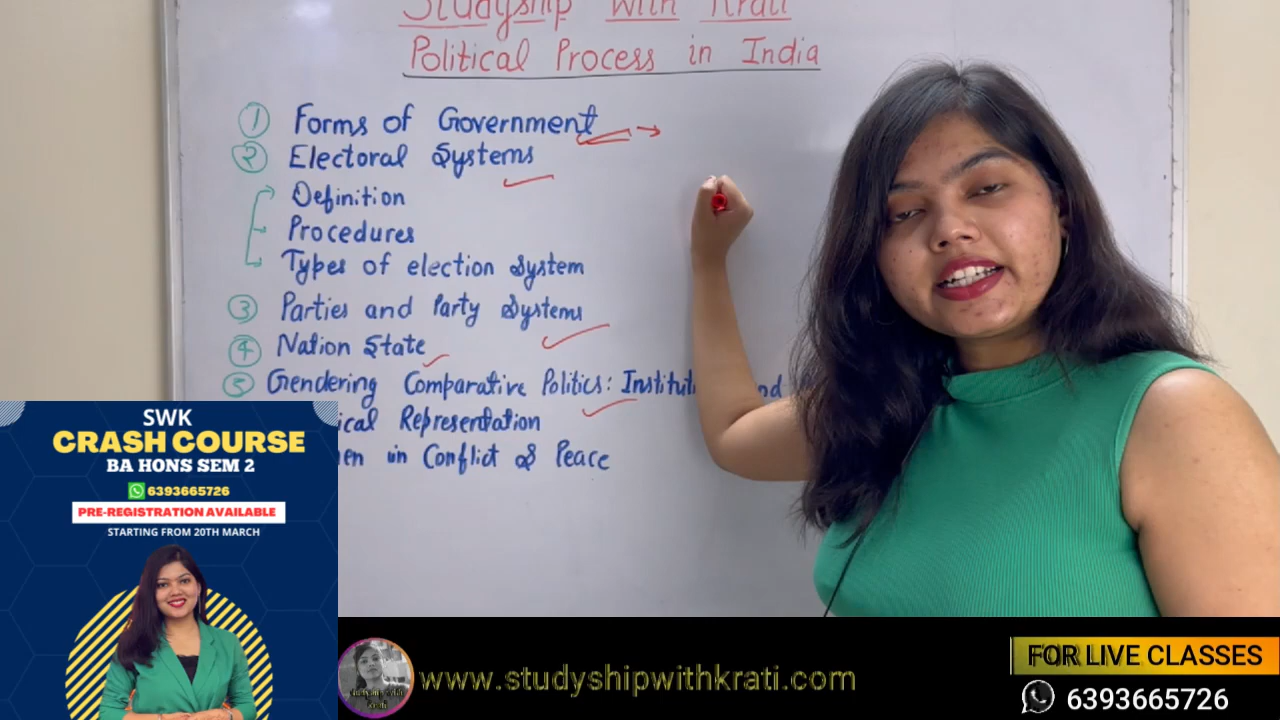 Studyship with Krati
Political Process in India
1 Forms of Government →
2 Electoral Systems
Definition
Procedures
Types of election System
3 Parties and Party Systems
4 Nation State
5 Gendering Comparative Politics:
Representation
in Conflict & Peace
SWK
CRASH COURSE
BA HONS SEM 2
6393665726
PRE-REGISTRATION AVAILABLE
STARTING FROM 20TH MARCH
www.studyshipwithkrati.com
FOR LIVE CLASSES
6393665726